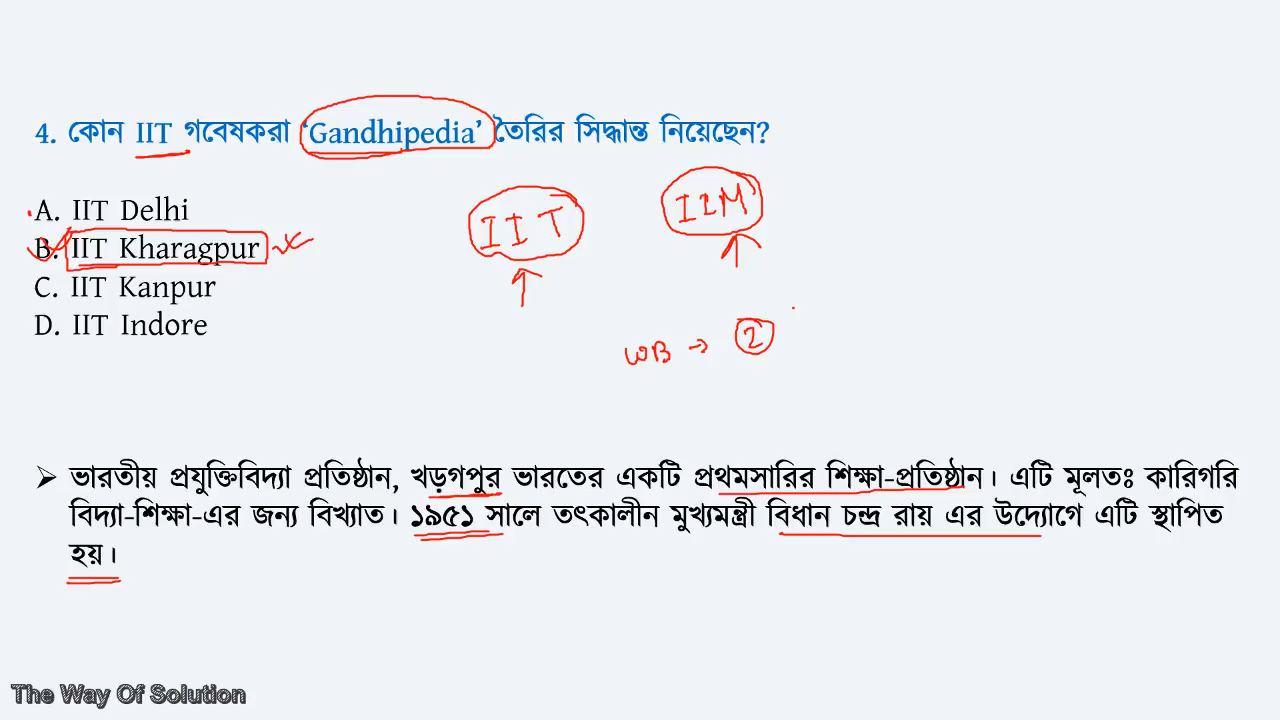 4. কোন IIT গবেষকরা ‘Gandhipedia’ তৈরির সিদ্ধান্ত নিয়েছেন?
A. IIT Delhi
B. IIT Kharagpur
C. IIT Kanpur
D. IIT Indore
IIT
IIM
WB → 2
➢ ভারতীয় প্রযুক্তিবিদ্যা প্রতিষ্ঠান, খড়গপুর ভারতের একটি প্রথমসারির শিক্ষা-প্রতিষ্ঠান। এটি মূলতঃ কারিগরি
বিদ্যা-শিক্ষা-এর জন্য বিখ্যাত। ১৯৫১ সালে তৎকালীন মুখ্যমন্ত্রী বিধান চন্দ্র রায় এর উদ্যোগে এটি স্থাপিত
হয়।
The Way Of Solution